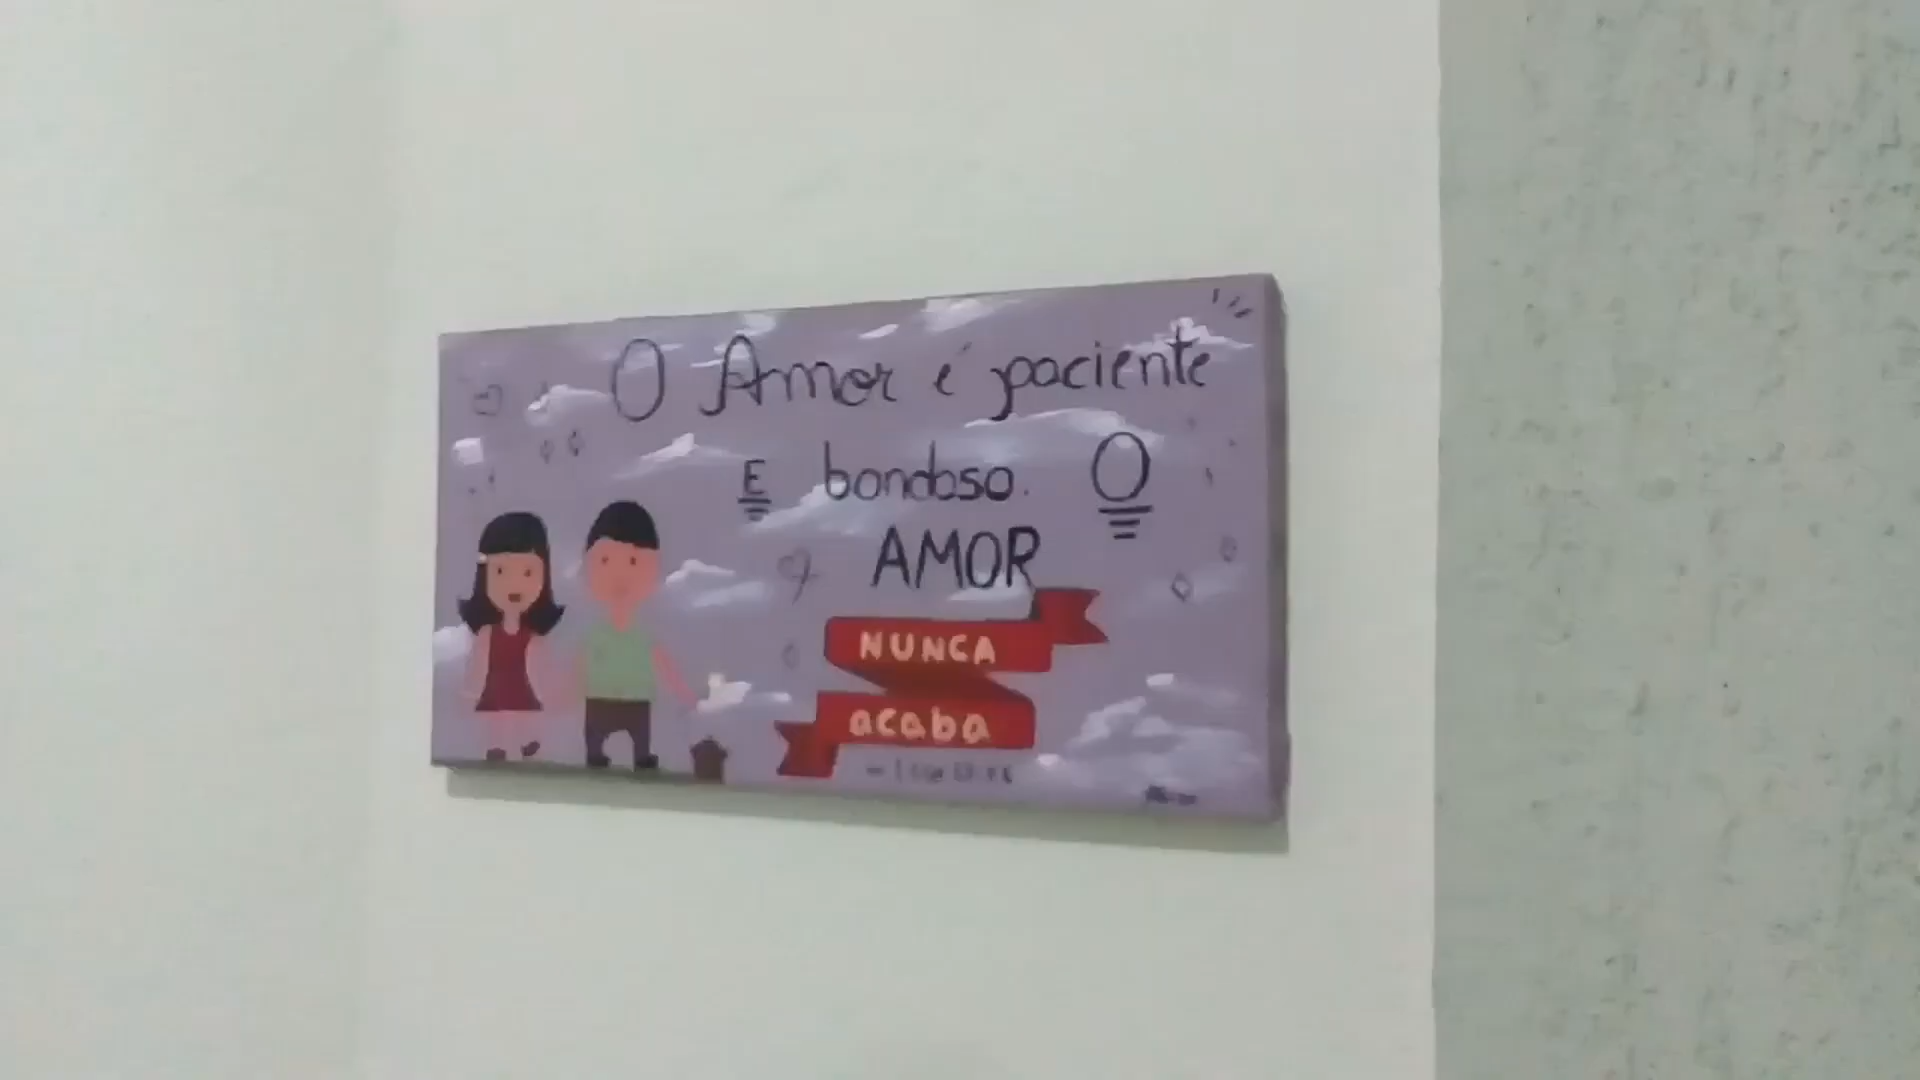 O Amor é paciente
E bondoso. O
AMOR
NUNCA
acaba